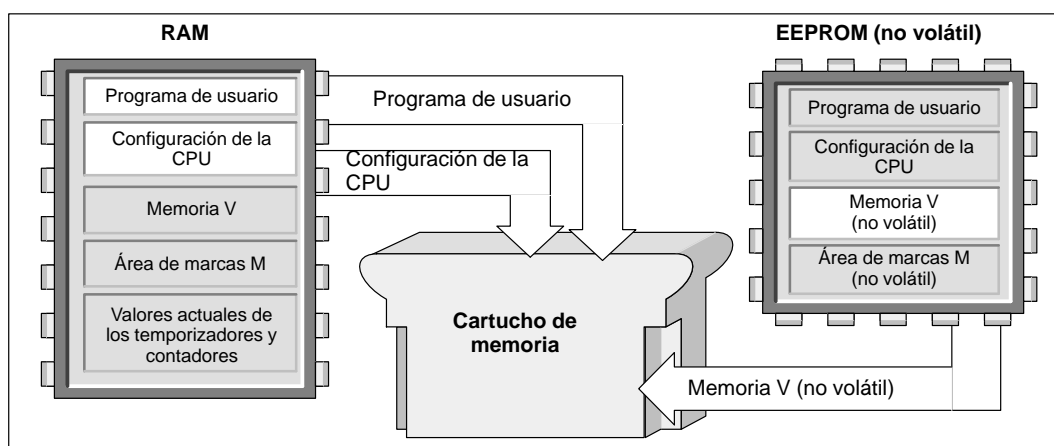 RAM
EEPROM (no volátil)
Programa de usuario
Configuración de la
CPU
Memoria V
Área de marcas M
Valores actuales de
los temporizadores y
contadores
Programa de usuario
Configuración de la
CPU
Cartucho de
memoria
Programa de usuario
Configuración de la
CPU
Memoria V
(no volátil)
Área de marcas M
(no volátil)
Memoria V (no volátil)